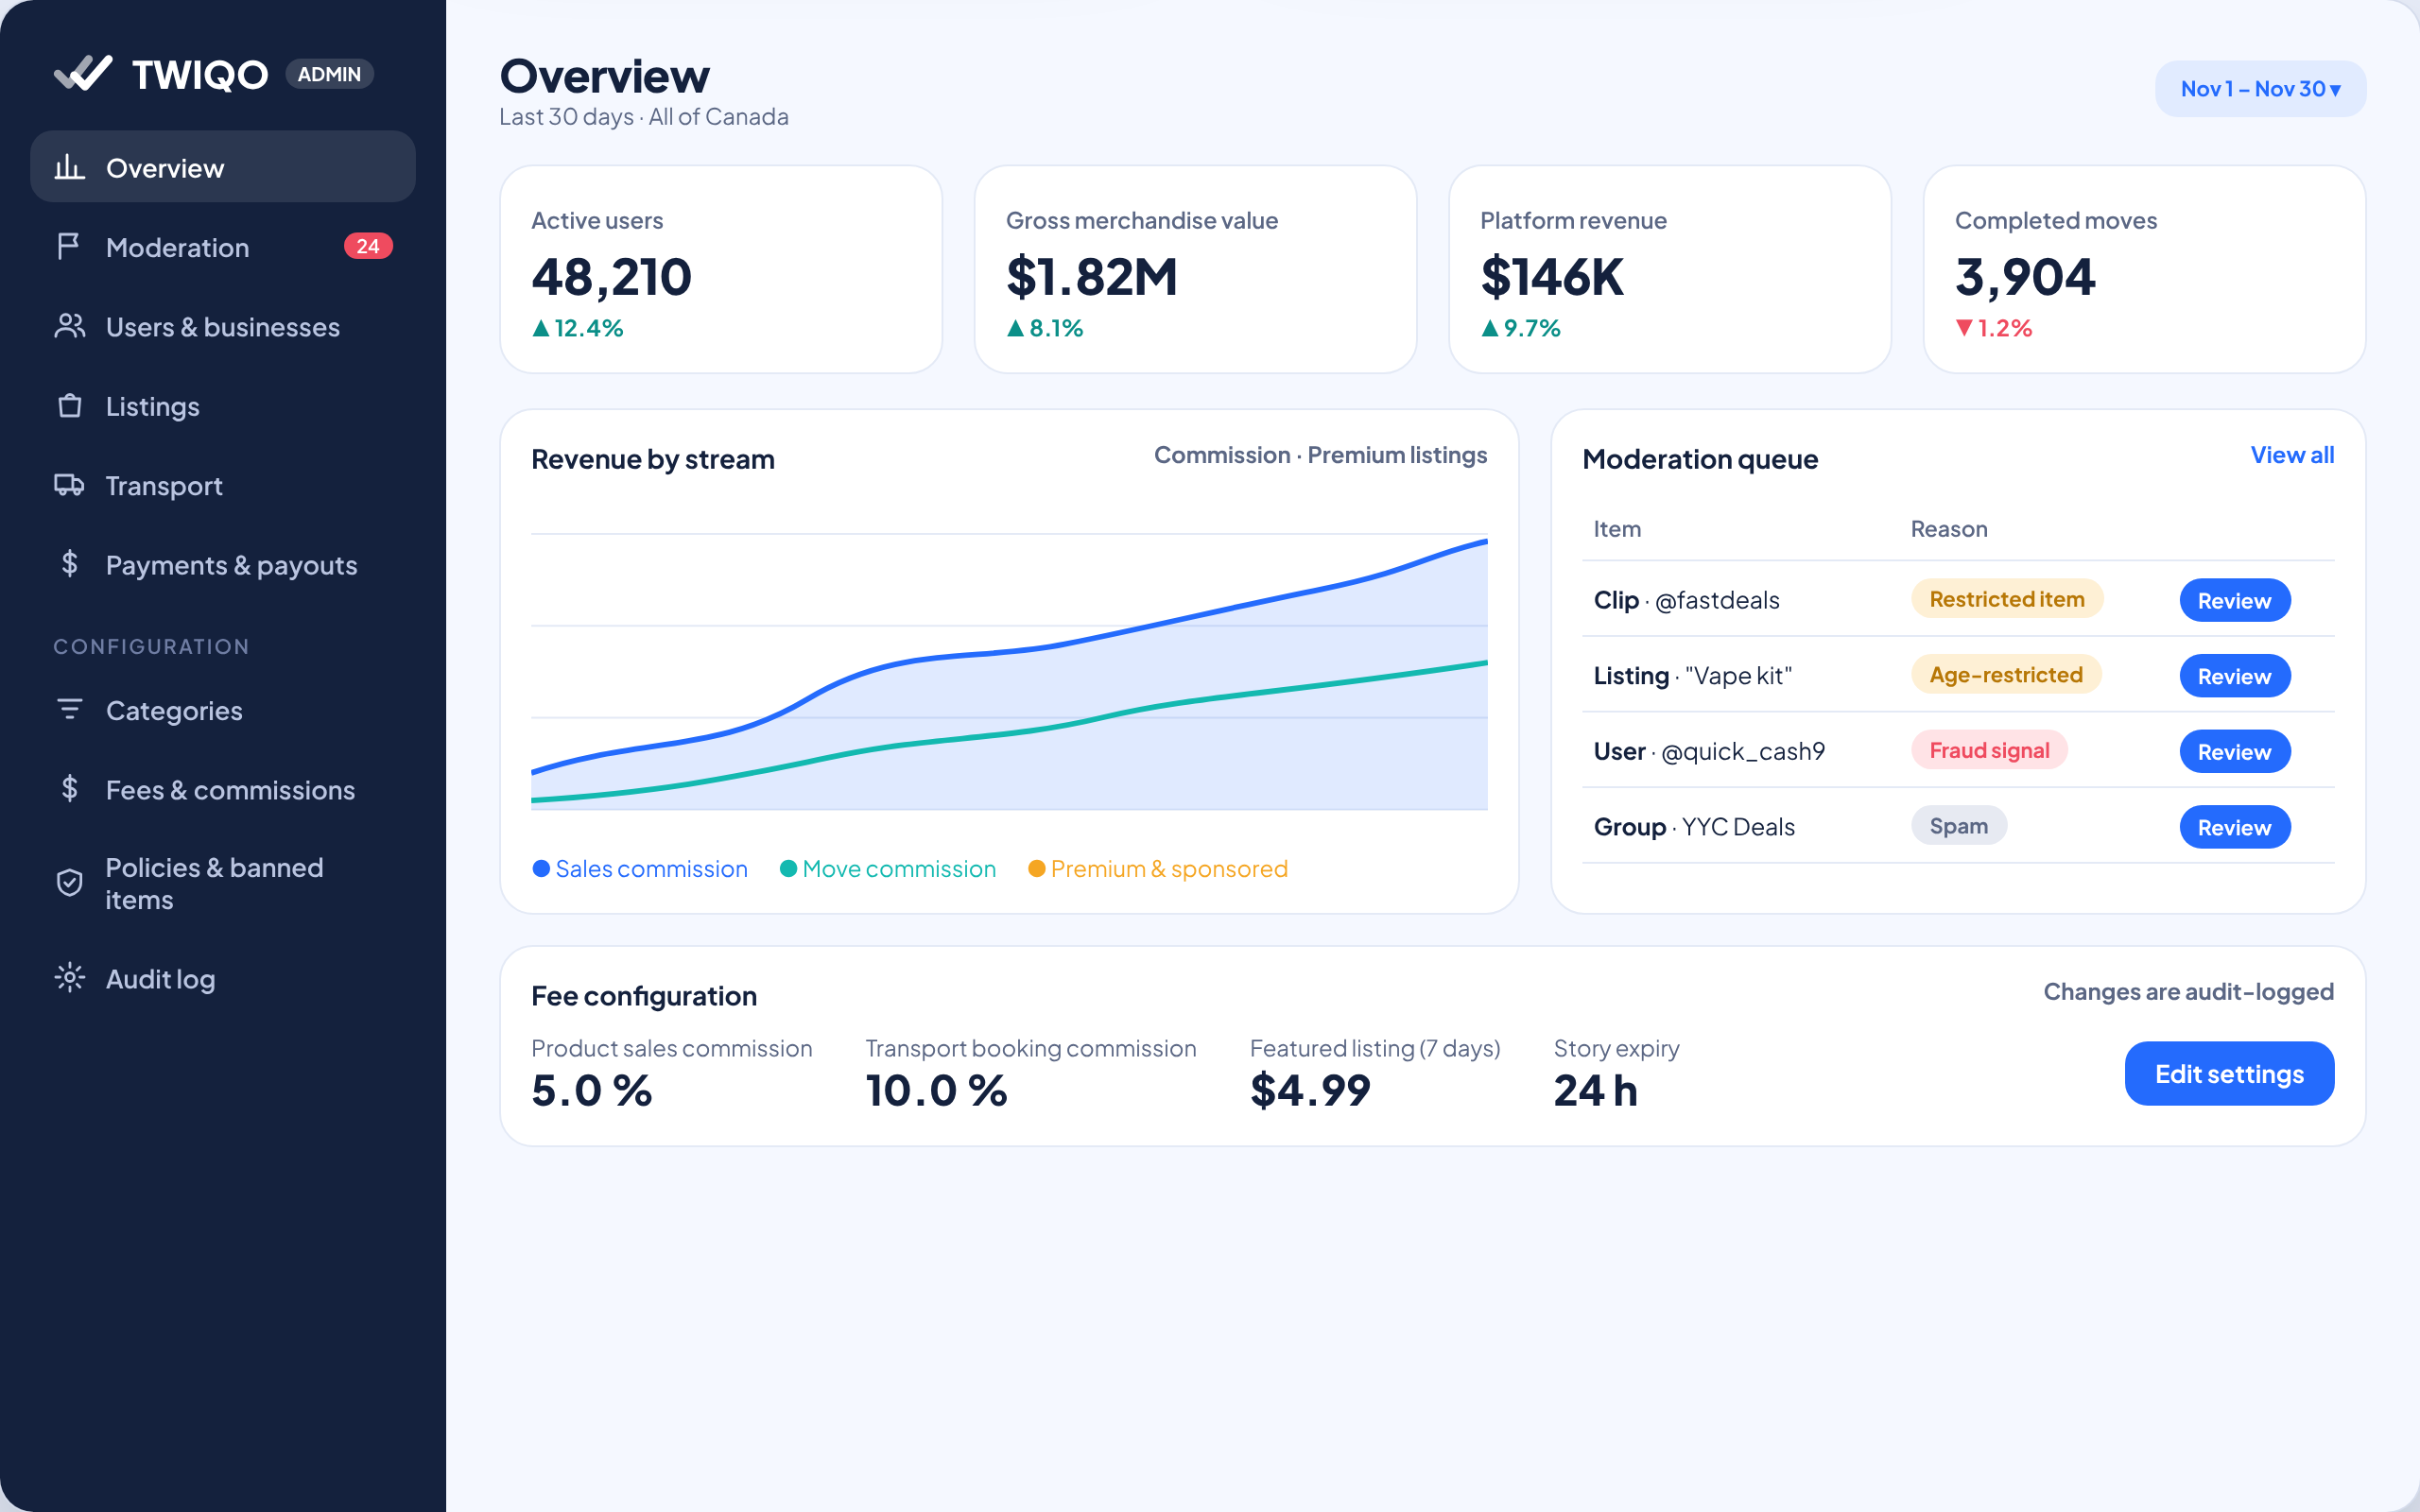 TWIQO ADMIN
Overview
Moderation 24
Users & businesses
Listings
Transport
Payments & payouts
CONFIGURATION
Categories
Fees & commissions
Policies & banned
items
Audit log
Overview
Last 30 days · All of Canada
Nov 1 – Nov 30 ▾
Active users
48,210
▲ 12.4%
Gross merchandise value
$1.82M
▲ 8.1%
Platform revenue
$146K
▲ 9.7%
Completed moves
3,904
▼ 1.2%
Revenue by stream
Commission · Premium listings
● Sales commission ● Move commission ● Premium & sponsored
Moderation queue
View all
Item Reason
Clip · @fastdeals Restricted item Review
Listing · "Vape kit" Age-restricted Review
User · @quick_cash9 Fraud signal Review
Group · YYC Deals Spam Review
Fee configuration
Changes are audit-logged
Product sales commission
5.0 %
Transport booking commission
10.0 %
Featured listing (7 days)
$4.99
Story expiry
24 h
Edit settings